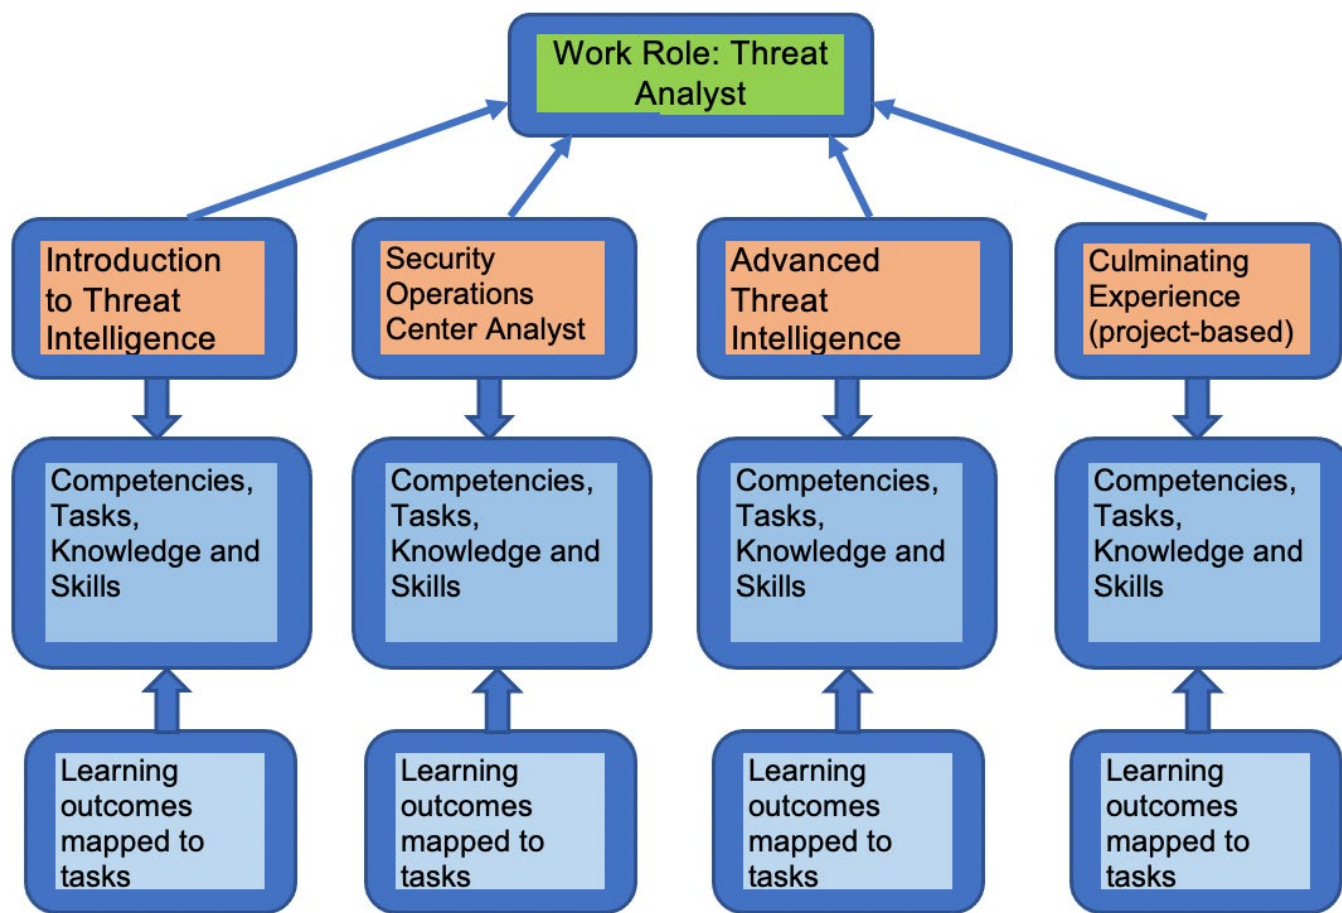 Work Role: Threat
Analyst
Introduction
to Threat
Intelligence
Security
Operations
Center Analyst
Advanced
Threat
Intelligence
Culminating
Experience
(project-based)
Competencies,
Tasks,
Knowledge and
Skills
Competencies,
Tasks,
Knowledge and
Skills
Competencies,
Tasks,
Knowledge and
Skills
Competencies,
Tasks,
Knowledge and
Skills
Learning
outcomes
mapped to
tasks
Learning
outcomes
mapped to
tasks
Learning
outcomes
mapped to
tasks
Learning
outcomes
mapped to
tasks